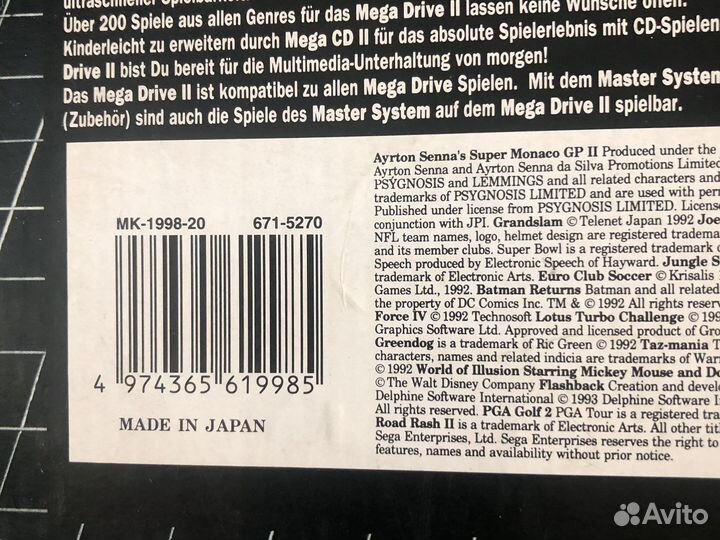 ultraschneller
Über 200 Spiele aus allen Genres für das Mega Drive II lassen keine Wünsche offen.
Kinderleicht zu erweitern durch Mega CD II für das absolute Spielerlebnis mit CD-Spielen
Drive II bist Du bereit für die Multimedia-Unterhaltung von morgen!
Das Mega Drive II ist kompatibel zu allen Mega Drive Spielen. Mit dem Master System
(Zubehör) sind auch die Spiele des Master System auf dem Mega Drive II spielbar.
MK-1998-20 671-5270
4 974365 619985
MADE IN JAPAN
Ayrton Senna's Super Monaco GP II Produced under the
Ayrton Senna and Ayrton Senna da Silva Promotions Limited
PSYGNOSIS and LEMMINGS and all related characters and
trademarks of PSYGNOSIS LIMITED and are used with
Published under license from PSYGNOSIS LIMITED.
conjunction with JPI. Grandslam © Telenet Japan 1992 Joe
NFL team names, logo, helmet design are registered
and its member clubs. Super Bowl is a registered trademark
Speech produced by Electronic Speech of Hayward. Jungle
trademark of Electronic Arts. Euro Club Soccer © Krisalis
Games Ltd., 1992. Batman Returns Batman and all related
the property of DC Comics Inc. TM & © 1992 All rights
Force IV © 1992 Technosoft Lotus Turbo Challenge ©
Graphics Software Ltd. Approved and licensed product of
Greendog is a trademark of Ric Green © 1992 Taz-mania
characters, names and related indicia are trademarks of
© 1992 World of Illusion Starring Mickey Mouse and
© The Walt Disney Company Flashback Creation and
Delphine Software International © 1993 Delphine Software
All rights reserved. PGA Golf 2 PGA Tour is a registered
Road Rash II is a trademark of Electronic Arts. All other
Sega Enterprises, Ltd. Sega Enterprises reserves the right to
features, names and availability without prior notice.
Avito